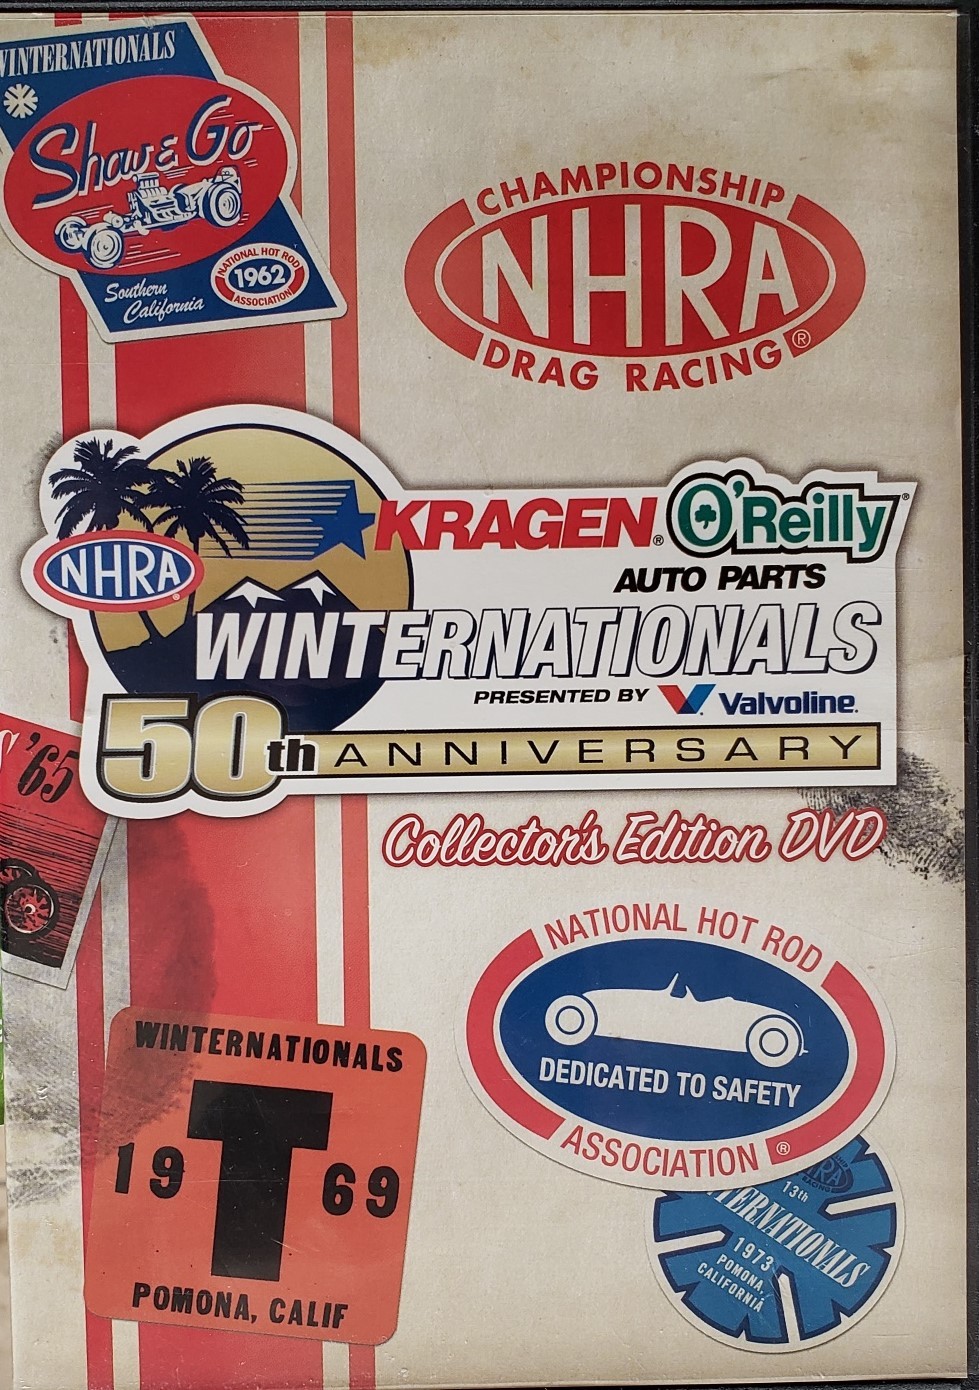 WINTERNATIONALS
Show & Go
NATIONAL HOT ROD
1962
ASSOCIATION
Southern
California
CHAMPIONSHIP
NHRA
DRAG RACING®
KRAGEN® O'Reilly®
AUTO PARTS
NHRA®
WINTERNATIONALS
PRESENTED BY Valvoline.
50th ANNIVERSARY
'65
Collector's Edition DVD
NATIONAL HOT ROD
DEDICATED TO SAFETY
ASSOCIATION®
WINTERNATIONALS
19 T 69
POMONA, CALIF
13th
TERNATIONALS
1973
POMONA,
CALIFORNIA